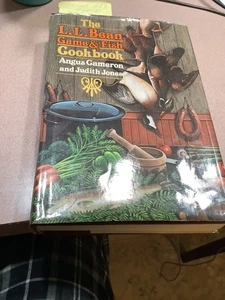 The
L.L. Bean
Game & Fish
Cookbook
Angus Cameron
and Judith Jones